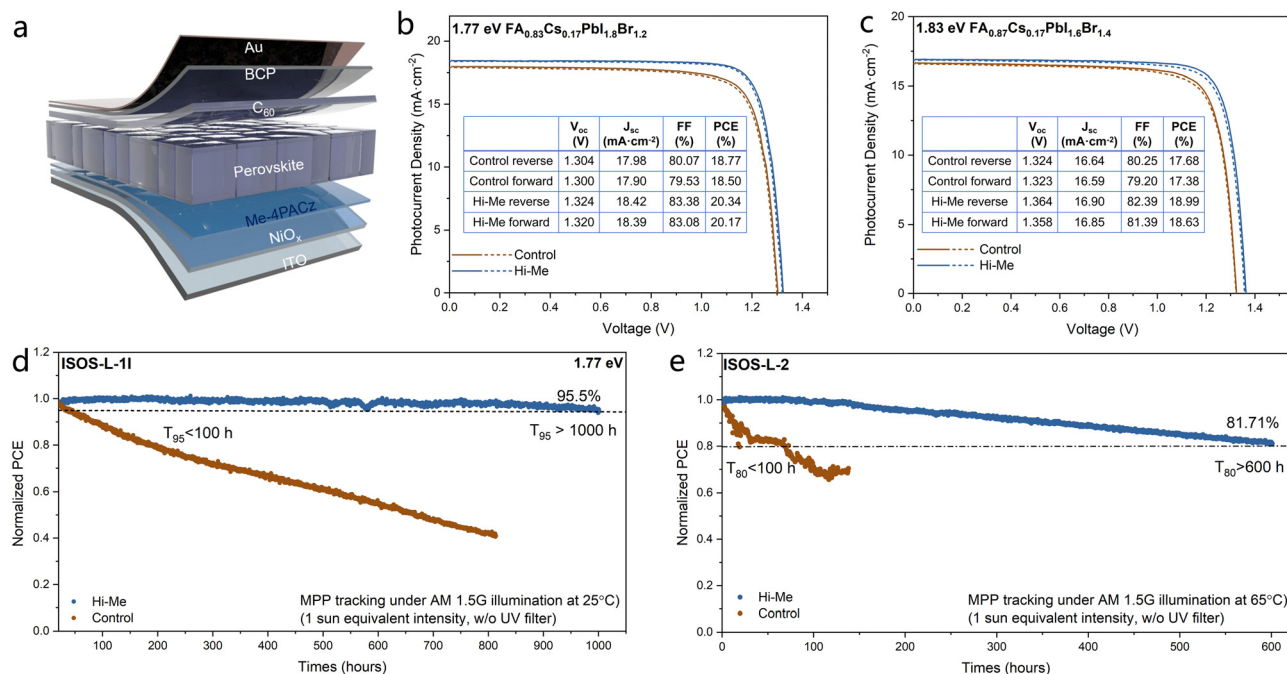 a
Au
BCP
C₆₀
Perovskite
Me-4PACz
NiOₓ
ITO
b
1.77 eV FA₀.₈₃Cs₀.₁₇PbI₁.₈Br₁.₂
Photocurrent Density (mA·cm⁻²)
20
15
10
5
0
V_oc (V) J_sc (mA·cm⁻²) FF (%) PCE (%)
Control reverse 1.304 17.98 80.07 18.77
Control forward 1.300 17.90 79.53 18.50
Hi-Me reverse 1.324 18.42 83.38 20.34
Hi-Me forward 1.320 18.39 83.08 20.17
Control
Hi-Me
0.0 0.2 0.4 0.6 0.8 1.0 1.2 1.4
Voltage (V)
c
1.83 eV FA₀.₈₇Cs₀.₁₇PbI₁.₆Br₁.₄
Photocurrent Density (mA·cm⁻²)
20
15
10
5
0
V_oc (V) J_sc (mA·cm⁻²) FF (%) PCE (%)
Control reverse 1.324 16.64 80.25 17.68
Control forward 1.323 16.59 79.20 17.38
Hi-Me reverse 1.364 16.90 82.39 18.99
Hi-Me forward 1.358 16.85 81.39 18.63
Control
Hi-Me
0.0 0.2 0.4 0.6 0.8 1.0 1.2 1.4
Voltage (V)
d
ISOS-L-1I 1.77 eV
Normalized PCE
1.2
1.0
0.8
0.6
0.4
0.2
0.0
95.5%
T₉₅<100 h
T₉₅ > 1000 h
Hi-Me
Control
MPP tracking under AM 1.5G illumination at 25°C)
(1 sun equivalent intensity, w/o UV filter)
100 200 300 400 500 600 700 800 900 1000
Times (hours)
e
ISOS-L-2
Normalized PCE
1.2
1.0
0.8
0.6
0.4
0.2
0.0
81.71%
T₈₀<100 h
T₈₀>600 h
Hi-Me
Control
MPP tracking under AM 1.5G illumination at 65°C)
(1 sun equivalent intensity, w/o UV filter)
0 100 200 300 400 500 600
Times (hours)